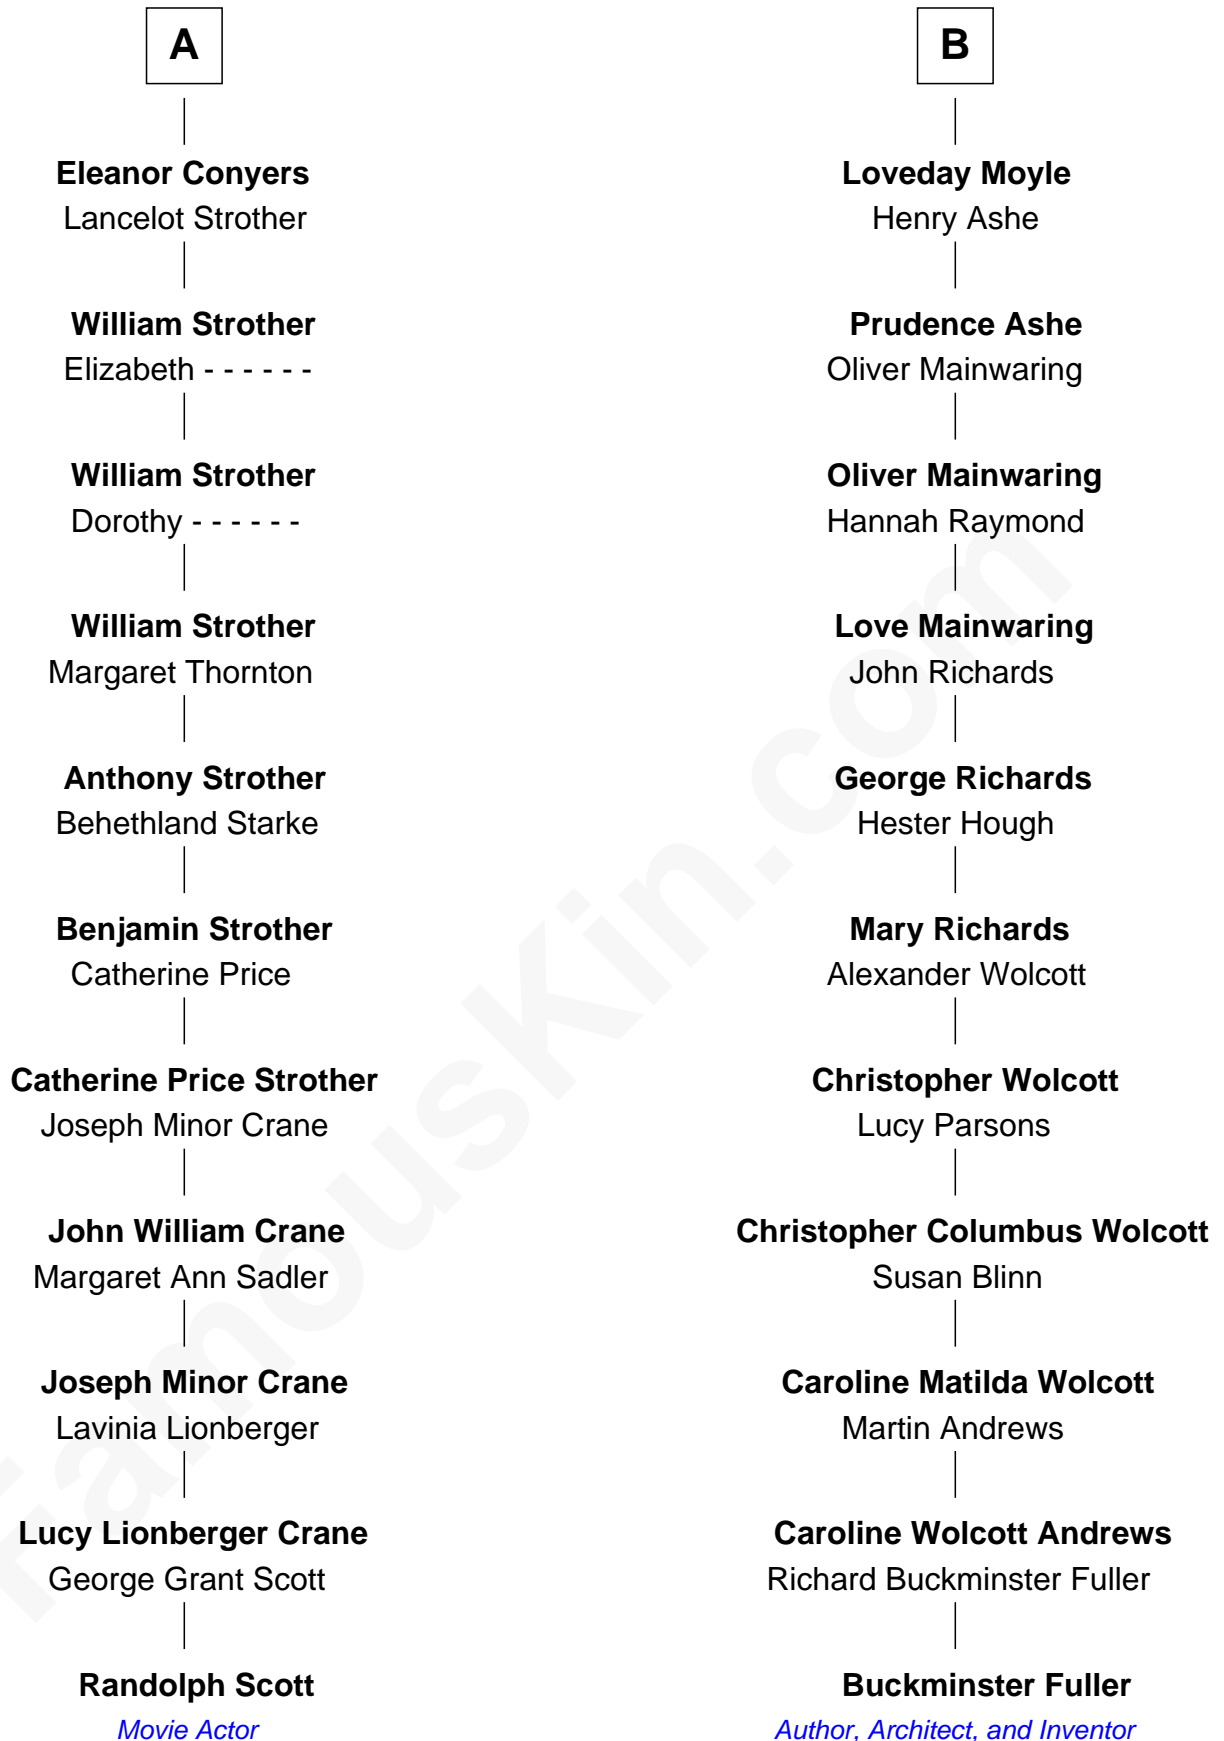 A
Eleanor Conyers
Lancelot Strother
William Strother
Elizabeth - - - - - -
William Strother
Dorothy - - - - - -
William Strother
Margaret Thornton
Anthony Strother
Behethland Starke
Benjamin Strother
Catherine Price
Catherine Price Strother
Joseph Minor Crane
John William Crane
Margaret Ann Sadler
Joseph Minor Crane
Lavinia Lionberger
Lucy Lionberger Crane
George Grant Scott
Randolph Scott
Movie Actor
B
Loveday Moyle
Henry Ashe
Prudence Ashe
Oliver Mainwaring
Oliver Mainwaring
Hannah Raymond
Love Mainwaring
John Richards
George Richards
Hester Hough
Mary Richards
Alexander Wolcott
Christopher Wolcott
Lucy Parsons
Christopher Columbus Wolcott
Susan Blinn
Caroline Matilda Wolcott
Martin Andrews
Caroline Wolcott Andrews
Richard Buckminster Fuller
Buckminster Fuller
Author, Architect, and Inventor
FamousKin.com